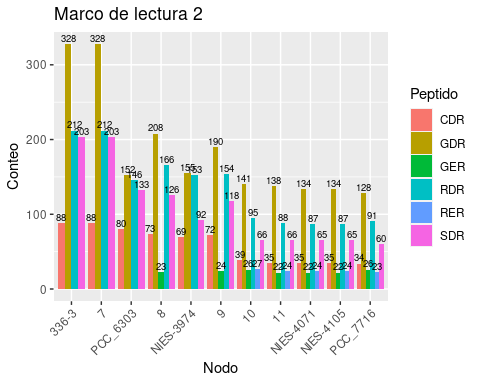 Marco de lectura 2
Conteo
300
200
100
0
88 328 212 203
88 328 212 203
80 152 146 133
73 208 23 166 126
69 155 153 92
72 190 24 154 118
39 141 26 95 27 66
35 138 22 88 24 66
35 134 22 87 24 65
35 134 22 87 24 65
34 128 26 91 23 60
336-3
7
PCC_6303
8
NIES-3974
9
10
11
NIES-4071
NIES-4105
PCC_7716
Nodo
Peptido
CDR
GDR
GER
RDR
RER
SDR